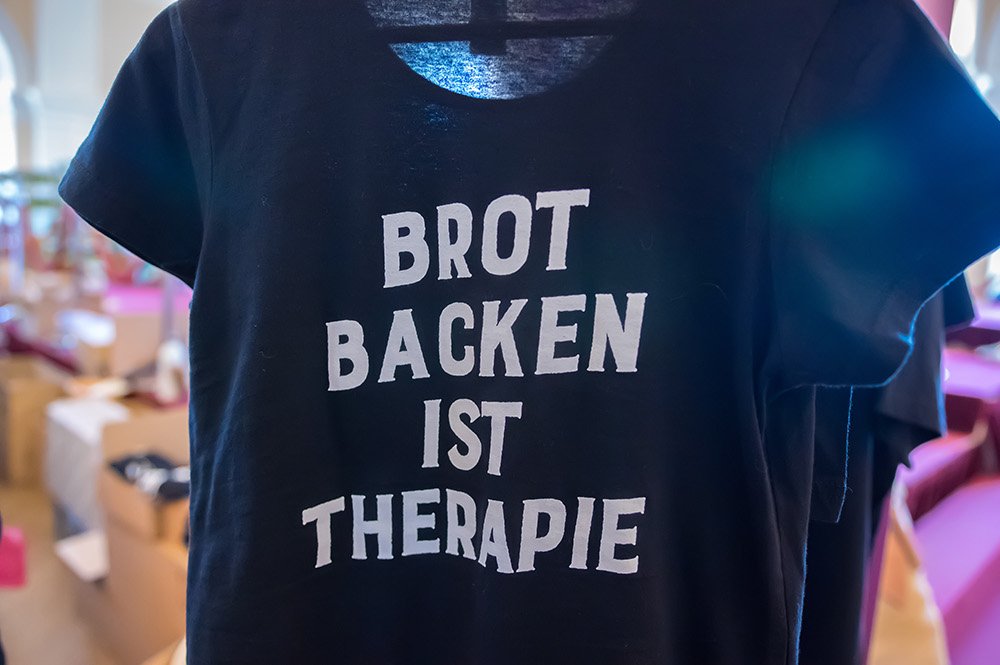 BROT
BACKEN
IST
THERAPIE